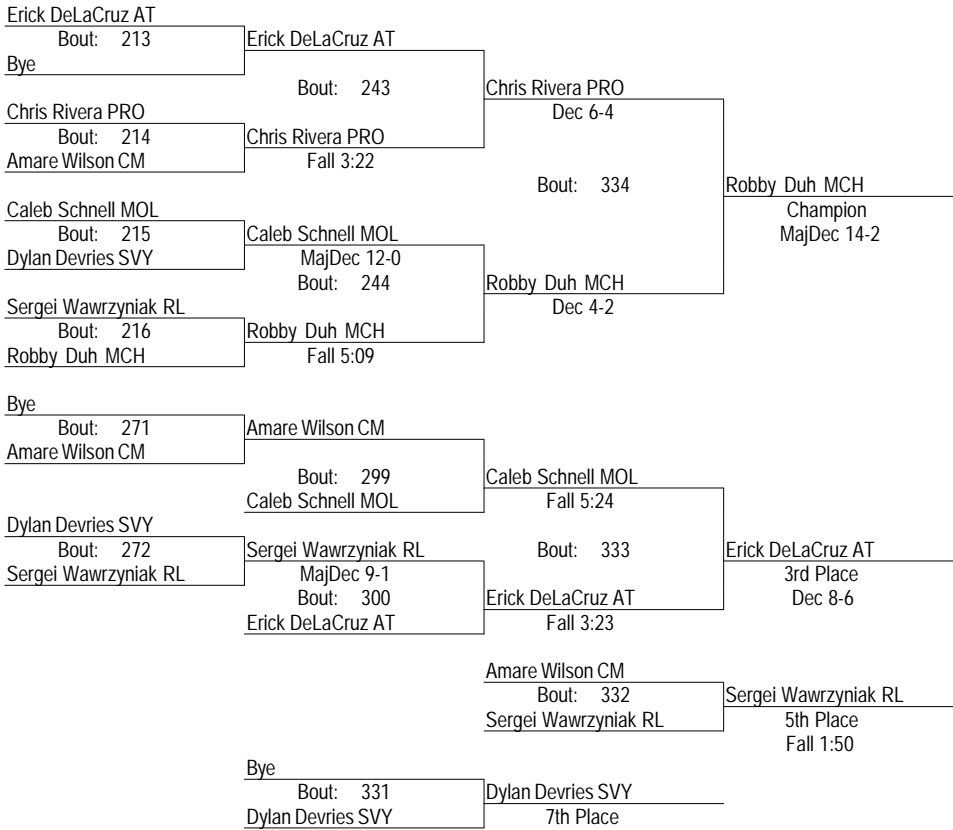 Erick DeLaCruz AT
Bout: 213
Erick DeLaCruz AT
Bye
Bout: 243
Chris Rivera PRO
Dec 6-4
Chris Rivera PRO
Bout: 214
Chris Rivera PRO
Amare Wilson CM
Fall 3:22
Bout: 334
Robby Duh MCH
Champion
MajDec 14-2
Caleb Schnell MOL
Bout: 215
Caleb Schnell MOL
Dylan Devries SVY
MajDec 12-0
Bout: 244
Robby Duh MCH
Dec 4-2
Sergei Wawrzyniak RL
Bout: 216
Robby Duh MCH
Robby Duh MCH
Fall 5:09
Bye
Bout: 271
Amare Wilson CM
Amare Wilson CM
Bout: 299
Caleb Schnell MOL
Caleb Schnell MOL
Fall 5:24
Dylan Devries SVY
Bout: 272
Sergei Wawrzyniak RL
Sergei Wawrzyniak RL
MajDec 9-1
Bout: 333
Erick DeLaCruz AT
3rd Place
Dec 8-6
Bout: 300
Erick DeLaCruz AT
Erick DeLaCruz AT
Fall 3:23
Amare Wilson CM
Bout: 332
Sergei Wawrzyniak RL
Sergei Wawrzyniak RL
5th Place
Fall 1:50
Bye
Bout: 331
Dylan Devries SVY
Dylan Devries SVY
7th Place